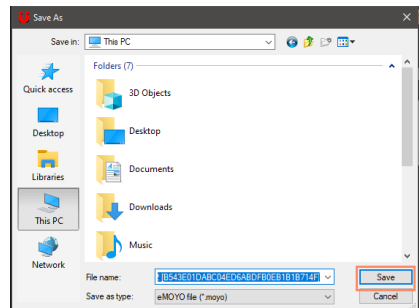 Save As
Save in: This PC
Folders (7)
Quick access
3D Objects
Desktop
Desktop
Documents
Libraries
Downloads
This PC
Music
Network
File name: Save
Save as type: eMOYO file (*.moyo) Cancel